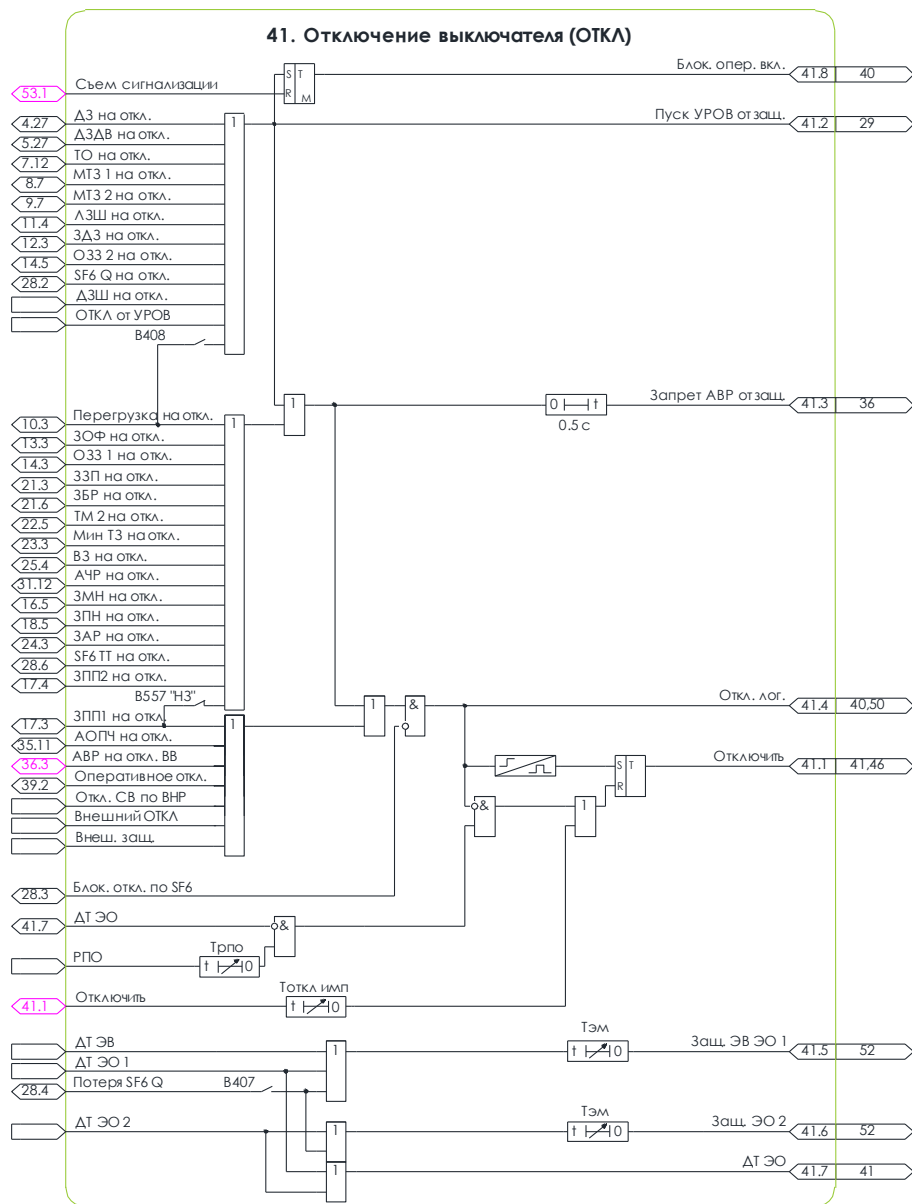 41. Отключение выключателя (ОТКЛ)
Блок. опер. вкл.
41.8 40
S T
R
M
53.1 Съем сигнализации
4.27 ДЗ на откл.
1
Пуск УРОВ от защ.
41.2 29
5.27 ДЗДВ на откл.
7.12 ТО на откл.
8.7 МТЗ 1 на откл.
9.7 МТЗ 2 на откл.
11.4 ЛЗШ на откл.
12.3 ЗДЗ на откл.
14.5 ОЗЗ 2 на откл.
28.2 SF6 Q на откл.
ДЗШ на откл.
ОТКЛ от УРОВ
B408
10.3 Перегрузка на откл.
1
1
0 t
0.5 с
Запрет АВР от защ.
41.3 36
13.3 ЗОФ на откл.
14.3 ОЗЗ 1 на откл.
21.3 ЗЗП на откл.
21.6 ЗБР на откл.
22.5 ТМ 2 на откл.
23.3 Мин ТЗ на откл.
25.4 ВЗ на откл.
31.12 АЧР на откл.
16.5 ЗМН на откл.
18.5 ЗПН на откл.
24.3 ЗАР на откл.
28.6 SF6 ТТ на откл.
17.4 ЗПП2 на откл.
B557 "НЗ"
17.3 ЗПП1 на откл.
1
1
&
Откл. лог.
41.4 40,50
35.11 АОПЧ на откл.
36.3 АВР на откл. ВВ
S T
R
Отключить
41.1 41,46
39.2 Оперативное откл.
Откл. СВ по ВНР
&
1
Внешний ОТКЛ
Внеш. защ.
28.3 Блок. откл. по SF6
41.7 ДТ ЭО
&
РПО
Трпо
t 0
41.1 Отключить
Тоткл имп
t 0
ДТ ЭВ
1
Тэм
t 0
Защ. ЭВ ЭО 1
41.5 52
ДТ ЭО 1
28.4 Потеря SF6 Q
B407
ДТ ЭО 2
1
Тэм
t 0
Защ. ЭО 2
41.6 52
1
ДТ ЭО
41.7 41